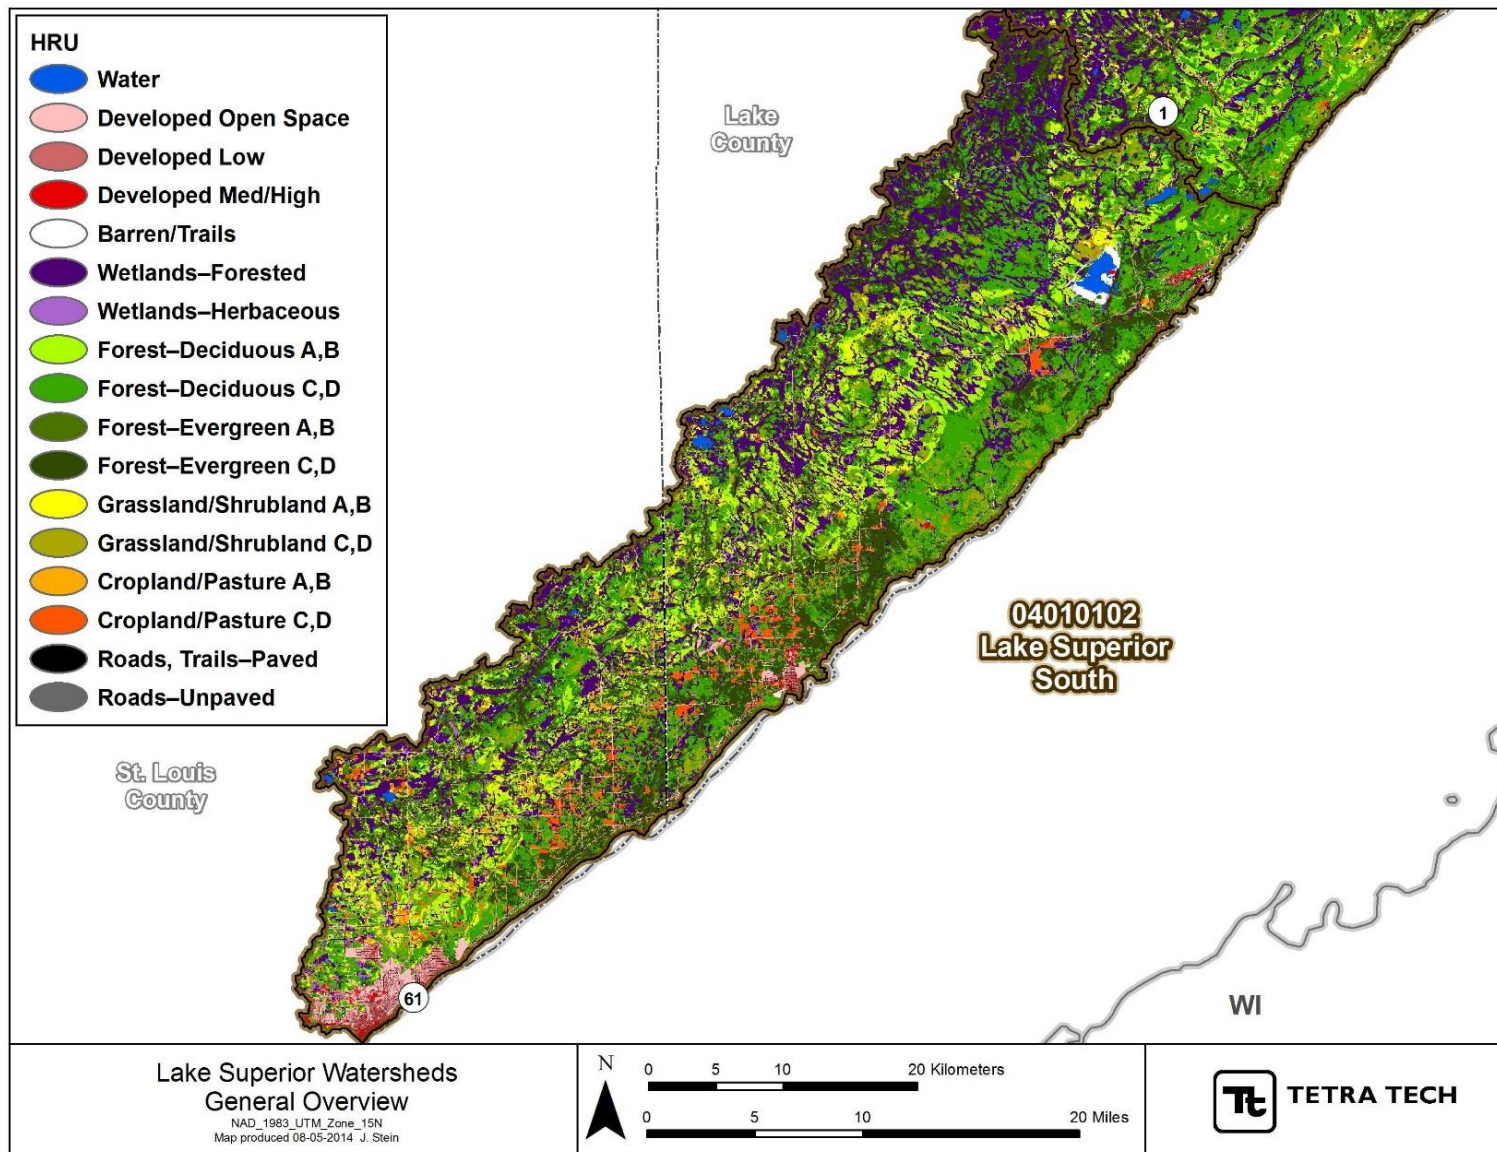 HRU
Water
Developed Open Space
Developed Low
Developed Med/High
Barren/Trails
Wetlands–Forested
Wetlands–Herbaceous
Forest–Deciduous A,B
Forest–Deciduous C,D
Forest–Evergreen A,B
Forest–Evergreen C,D
Grassland/Shrubland A,B
Grassland/Shrubland C,D
Cropland/Pasture A,B
Cropland/Pasture C,D
Roads, Trails–Paved
Roads–Unpaved
Lake
County
1
04010102
Lake Superior
South
St. Louis
County
61
WI
Lake Superior Watersheds
General Overview
NAD_1983_UTM_Zone_15N
Map produced 08-05-2014 J. Stein
N
0 5 10 20 Kilometers
0 5 10 20 Miles
Tt TETRA TECH